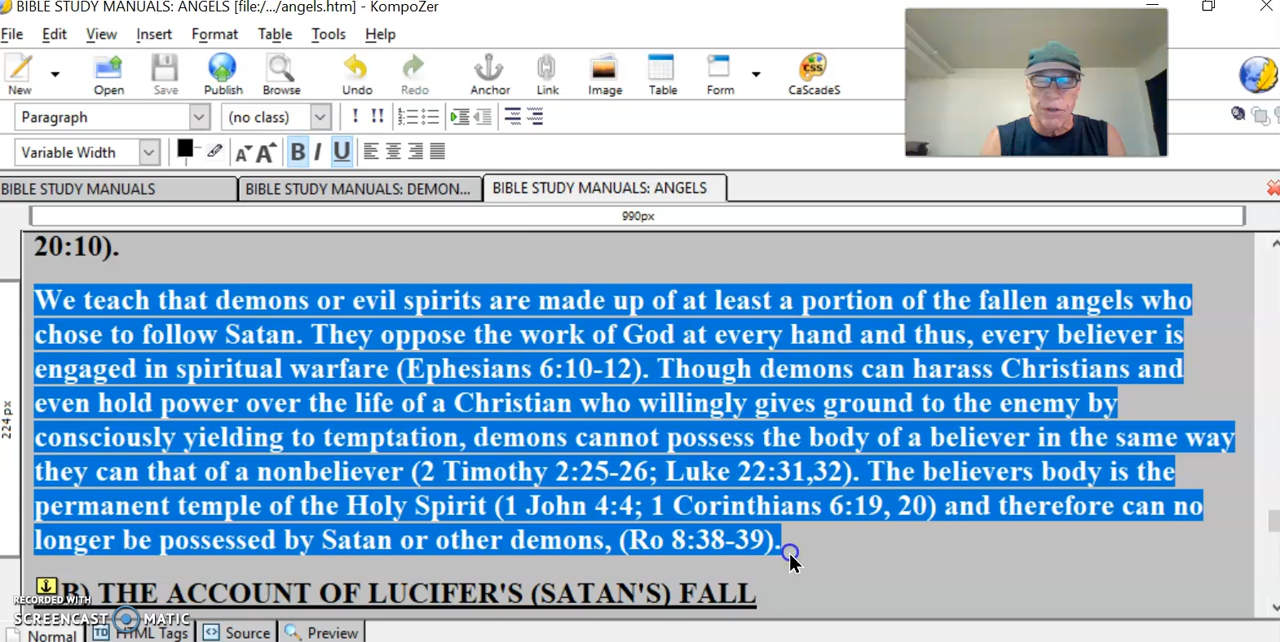 BIBLE STUDY MANUALS: ANGELS [file:/.../angels.htm] - KompoZer
File Edit View Insert Format Table Tools Help
New Open Save Publish Browse Undo Redo Anchor Link Image Table Form CaScadeS
Paragraph (no class) ! !!
Variable Width A A B I U
BIBLE STUDY MANUALS BIBLE STUDY MANUALS: DEMON... BIBLE STUDY MANUALS: ANGELS
990px
224px
20:10).
We teach that demons or evil spirits are made up of at least a portion of the fallen angels who
chose to follow Satan. They oppose the work of God at every hand and thus, every believer is
engaged in spiritual warfare (Ephesians 6:10-12). Though demons can harass Christians and
even hold power over the life of a Christian who willingly gives ground to the enemy by
consciously yielding to temptation, demons cannot possess the body of a believer in the same way
they can that of a nonbeliever (2 Timothy 2:25-26; Luke 22:31,32). The believers body is the
permanent temple of the Holy Spirit (1 John 4:4; 1 Corinthians 6:19, 20) and therefore can no
longer be possessed by Satan or other demons, (Ro 8:38-39).
B) THE ACCOUNT OF LUCIFER'S (SATAN'S) FALL
RECORDED WITH
SCREENCAST MATIC
Normal TD HTML Tags Source Preview